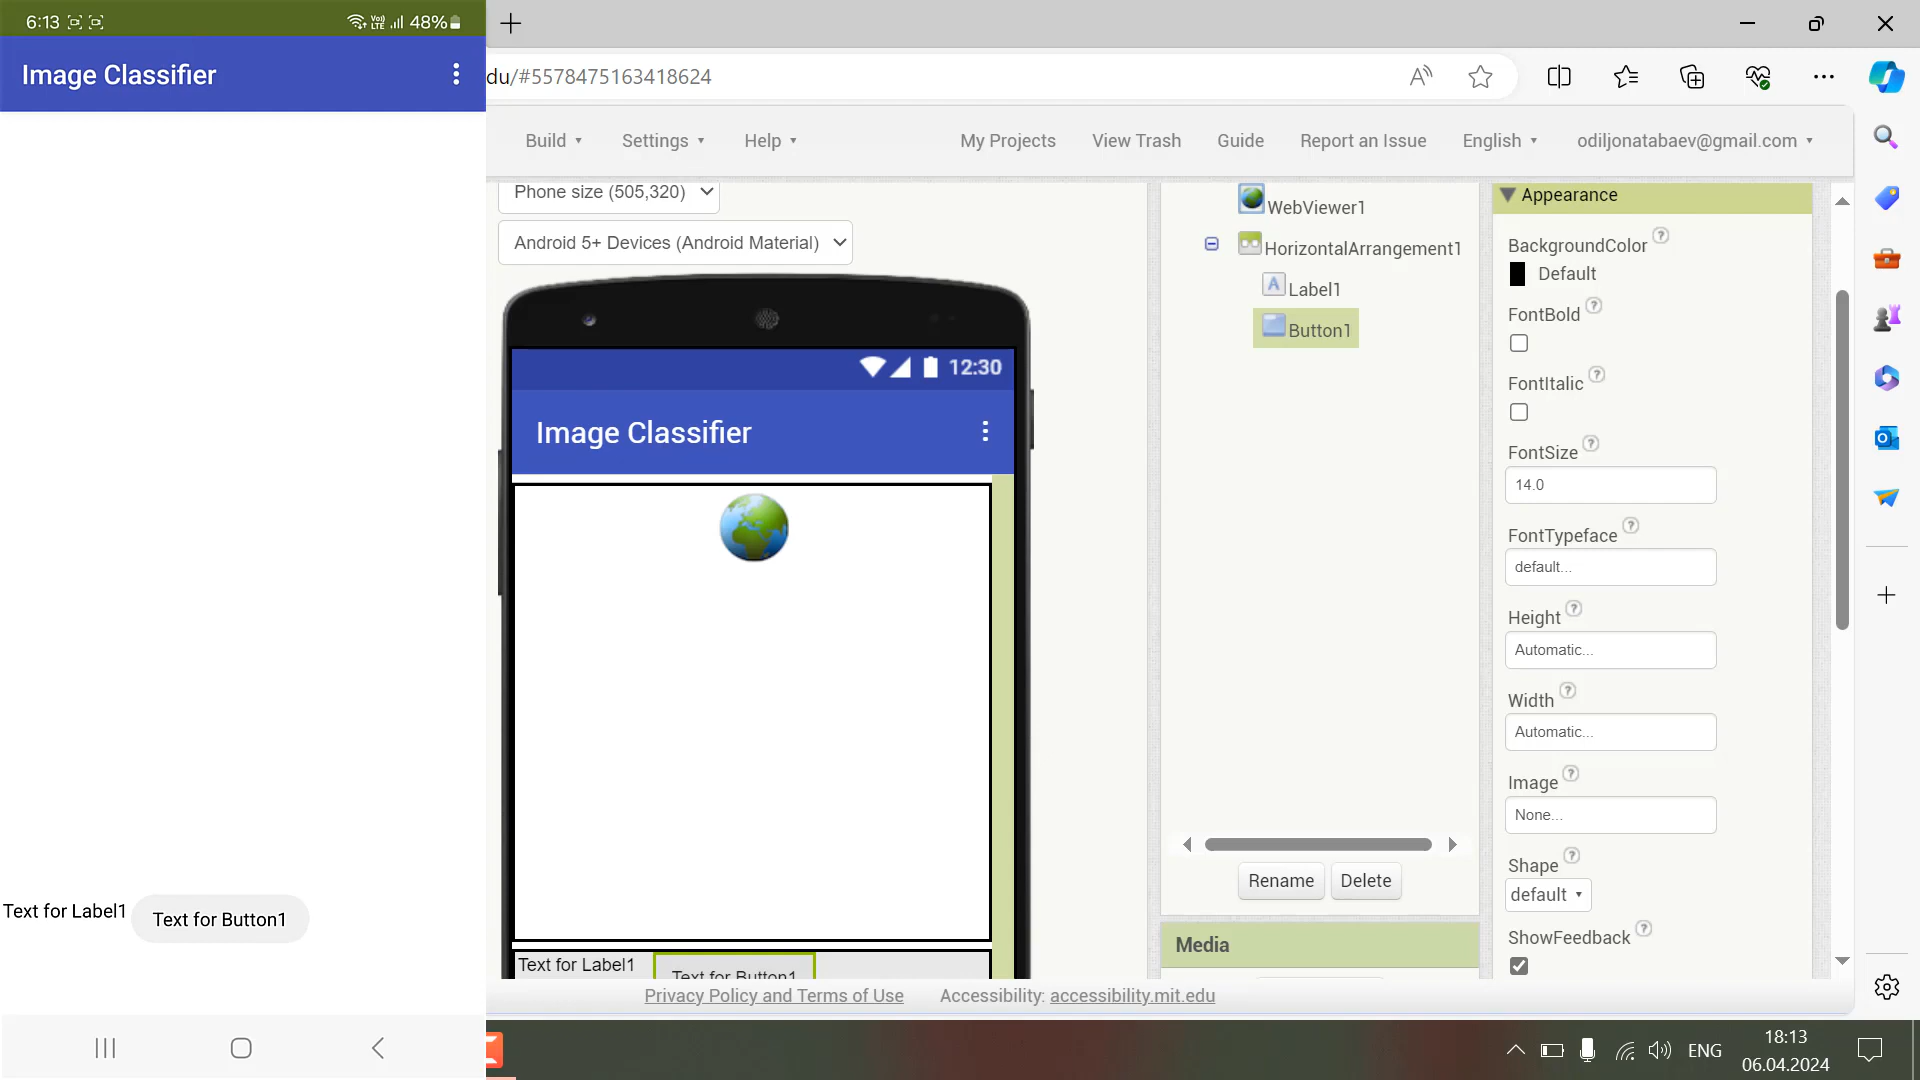 6:13
Vo))
LTE
48%
Image Classifier
Text for Label1
Text for Button1
du/#5578475163418624
Build
Settings
Help
My Projects
View Trash
Guide
Report an Issue
English
odiljonatabaev@gmail.com
Phone size (505,320)
Android 5+ Devices (Android Material)
12:30
Image Classifier
Text for Label1
Text for Button1
WebViewer1
HorizontalArrangement1
Label1
Button1
Rename
Delete
Media
Appearance
BackgroundColor ?
Default
FontBold ?
FontItalic ?
FontSize ?
14.0
FontTypeface ?
default...
Height ?
Automatic...
Width ?
Automatic...
Image ?
None...
Shape ?
default
ShowFeedback ?
Privacy Policy and Terms of Use
Accessibility: accessibility.mit.edu
ENG
18:13
06.04.2024